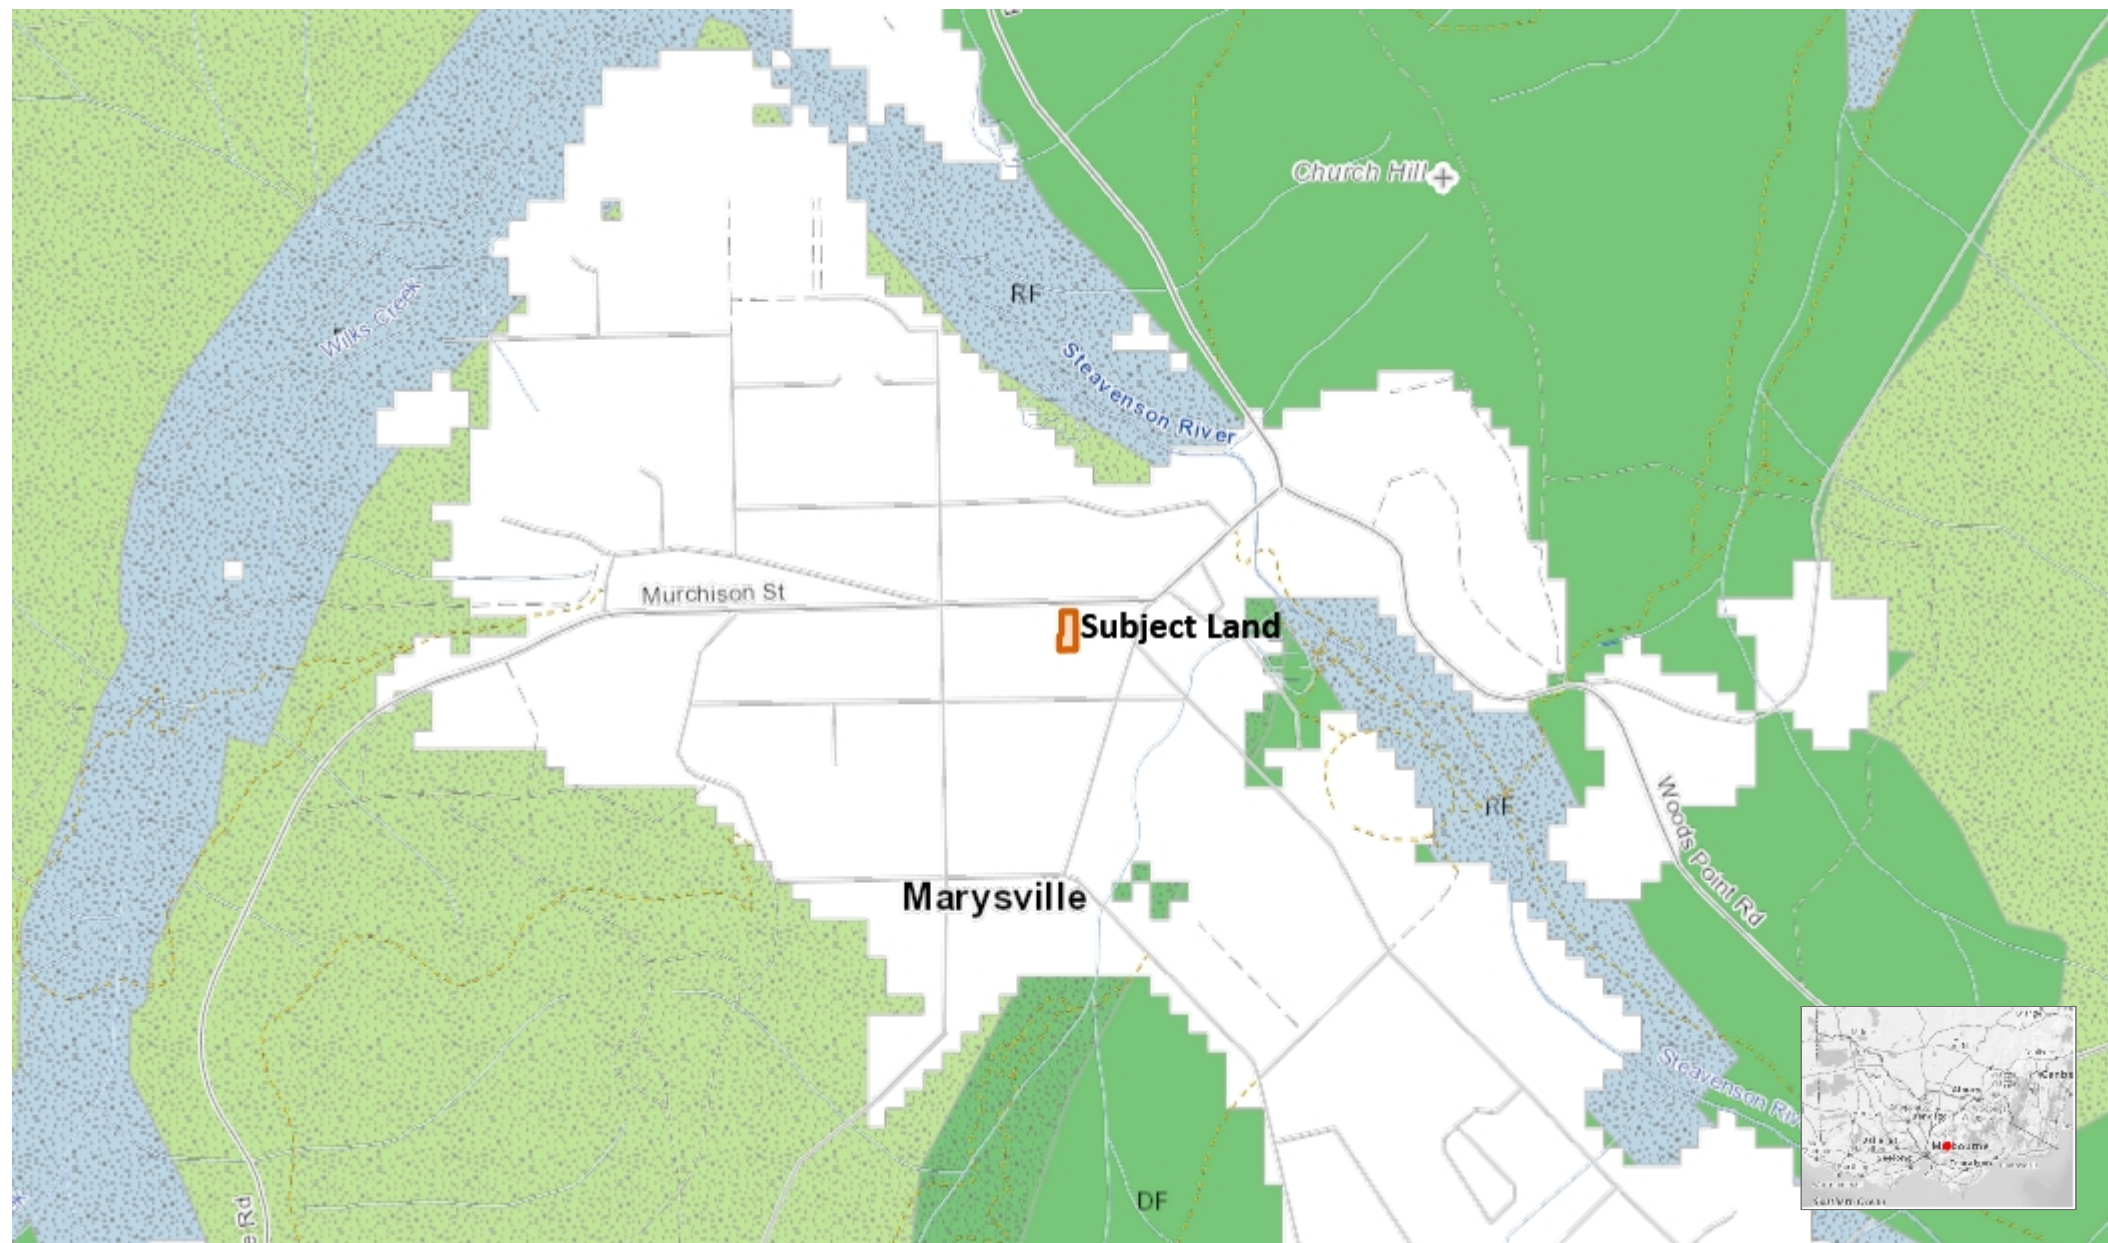 Church Hill
RF
Wilks Creek
Steavenson River
Murchison St
Subject Land
RF
Woods Point Rd
Marysville
Steavenson Riv
DF
e Rd